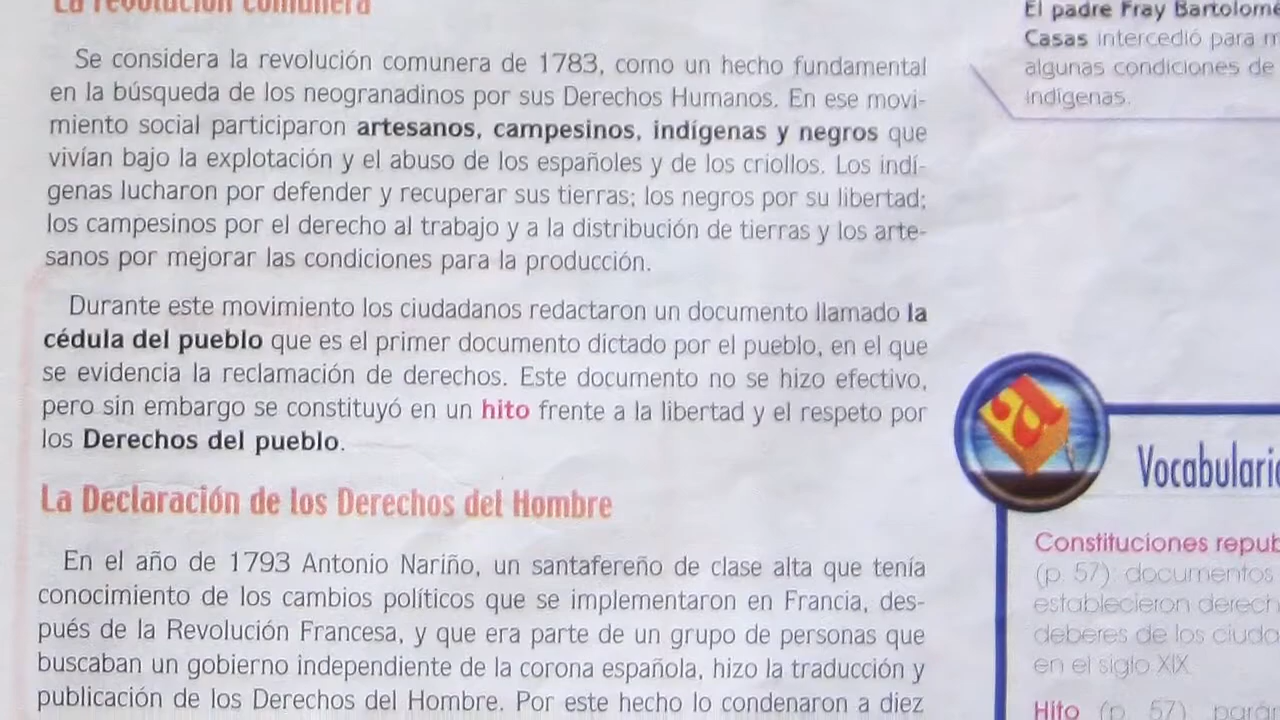 La revolución comunera
Se considera la revolución comunera de 1783, como un hecho fundamental
en la búsqueda de los neogranadinos por sus Derechos Humanos. En ese movi-
miento social participaron artesanos, campesinos, indígenas y negros que
vivían bajo la explotación y el abuso de los españoles y de los criollos. Los indí-
genas lucharon por defender y recuperar sus tierras; los negros por su libertad;
los campesinos por el derecho al trabajo y a la distribución de tierras y los arte-
sanos por mejorar las condiciones para la producción.
Durante este movimiento los ciudadanos redactaron un documento llamado la
cédula del pueblo que es el primer documento dictado por el pueblo, en el que
se evidencia la reclamación de derechos. Este documento no se hizo efectivo,
pero sin embargo se constituyó en un hito frente a la libertad y el respeto por
los Derechos del pueblo.
La Declaración de los Derechos del Hombre
En el año de 1793 Antonio Nariño, un santafereño de clase alta que tenía
conocimiento de los cambios políticos que se implementaron en Francia, des-
pués de la Revolución Francesa, y que era parte de un grupo de personas que
buscaban un gobierno independiente de la corona española, hizo la traducción y
publicación de los Derechos del Hombre. Por este hecho lo condenaron a diez
El padre Fray Bartolomé
Casas intercedió para m
algunas condiciones de
indígenas.
a
Vocabulario
Constituciones repub
(p. 57): documentos
establecieron derech
deberes de los ciuda
en el siglo XIX.
Hito (p. 57): pará